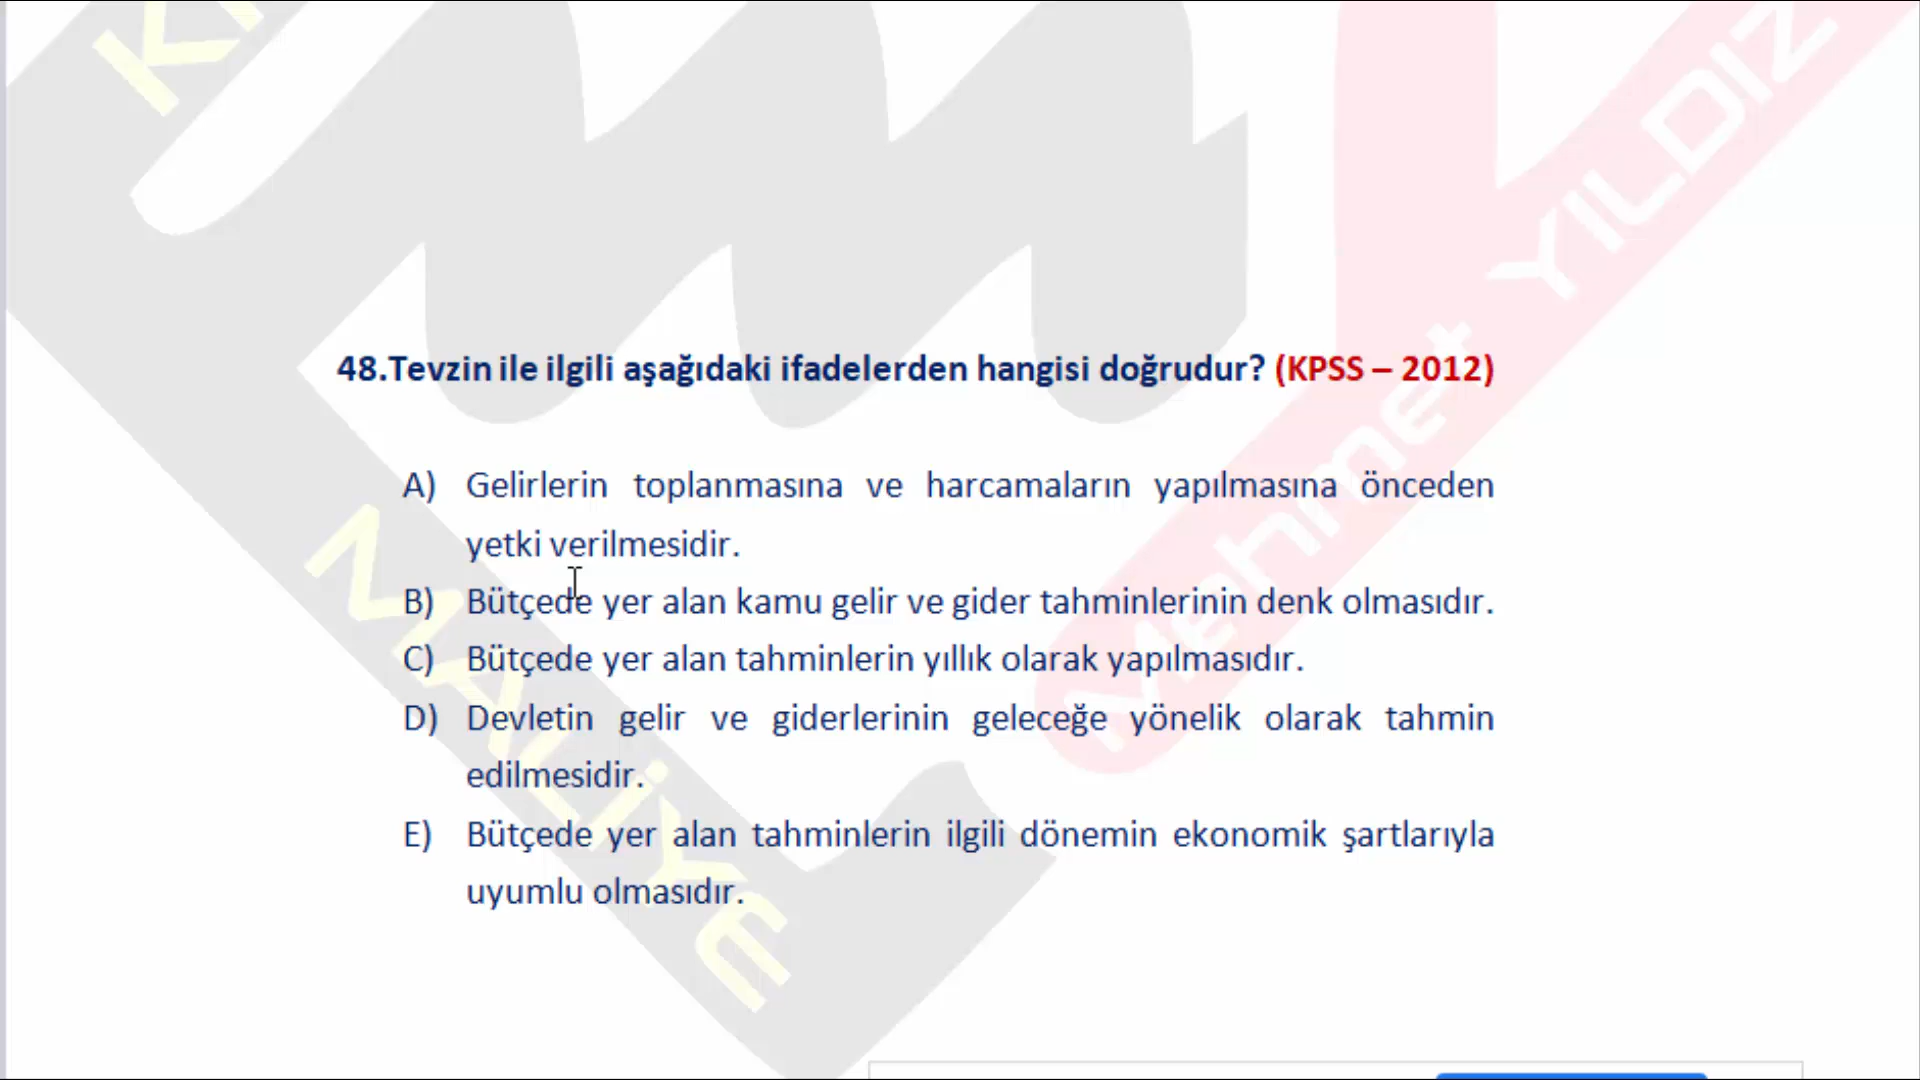 48.Tevzin ile ilgili aşağıdaki ifadelerden hangisi doğrudur? (KPSS – 2012)
A) Gelirlerin toplanmasına ve harcamaların yapılmasına önceden
yetki verilmesidir.
B) Bütçede yer alan kamu gelir ve gider tahminlerinin denk olmasıdır.
C) Bütçede yer alan tahminlerin yıllık olarak yapılmasıdır.
D) Devletin gelir ve giderlerinin geleceğe yönelik olarak tahmin
edilmesidir.
E) Bütçede yer alan tahminlerin ilgili dönemin ekonomik şartlarıyla
uyumlu olmasıdır.
MALİYE
Mehmet YILDIZ